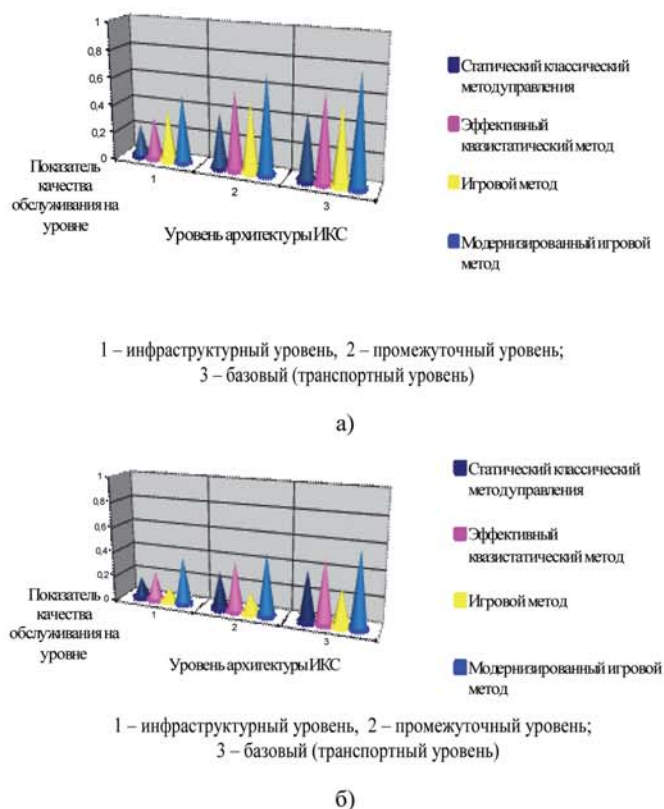 1
0,8
0,6
0,4
0,2
0
Показатель
качества
обслуживания на
уровне
1
2
3
Уровень архитектуры ИКС
Статический классический
метод управления
Эффективный
квазистатический метод
Игровой метод
Модернизированный игровой
метод
1 – инфраструктурный уровень, 2 – промежуточный уровень;
3 – базовый (транспортный уровень)
а)
1
0,8
0,6
0,4
0,2
0
Показатель
качества
обслуживания на
уровне
1
2
3
Уровень архитектуры ИКС
Статический классический
метод управления
Эффективный
квазистатический метод
Игровой метод
Модернизированный игровой
метод
1 – инфраструктурный уровень, 2 – промежуточный уровень;
3 – базовый (транспортный уровень)
б)